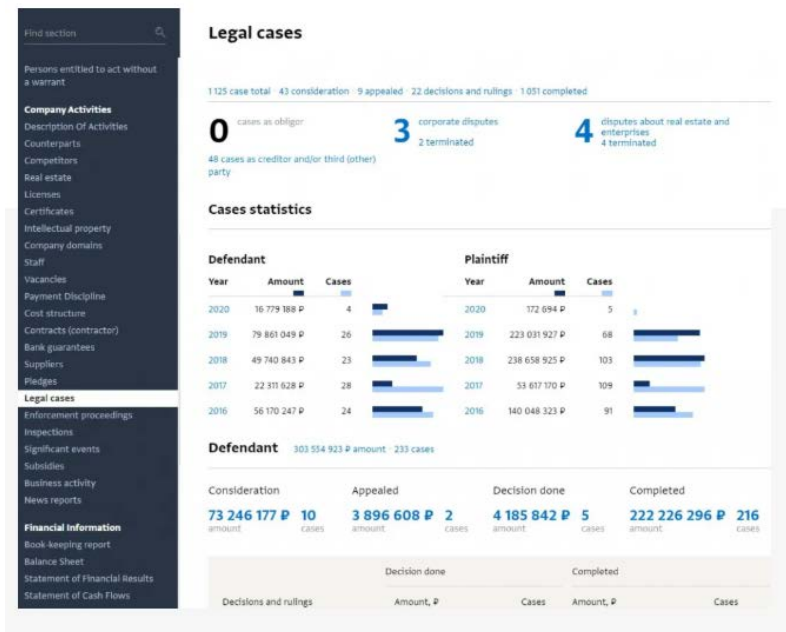 Find section
Persons entitled to act without
a warrant
Company Activities
Description Of Activities
Counterparts
Competitors
Real estate
Licenses
Certificates
Intellectual property
Company domains
Staff
Vacancies
Payment Discipline
Cost structure
Contracts (contractor)
Bank guarantees
Suppliers
Pledges
Legal cases
Enforcement proceedings
Inspections
Significant events
Subsidies
Business activity
News reports
Financial Information
Book-keeping report
Balance Sheet
Statement of Financial Results
Statement of Cash Flows
Legal cases
1 125 case total · 43 consideration · 9 appealed · 22 decisions and rulings · 1 051 completed
0 cases as obligor
48 cases as creditor and/or third (other)
party
3 corporate disputes
2 terminated
4 disputes about real estate and
enterprises
4 terminated
Cases statistics
Defendant
Year Amount Cases
2020 16 779 188 ₽ 4
2019 79 861 049 ₽ 26
2018 49 740 843 ₽ 23
2017 22 311 628 ₽ 28
2016 56 170 247 ₽ 24
Plaintiff
Year Amount Cases
2020 172 694 ₽ 5
2019 223 031 927 ₽ 68
2018 238 658 925 ₽ 103
2017 53 617 170 ₽ 109
2016 140 048 323 ₽ 91
Defendant 303 554 923 ₽ amount · 233 cases
Consideration Appealed Decision done Completed
73 246 177 ₽ 10 3 896 608 ₽ 2 4 185 842 ₽ 5 222 226 296 ₽ 216
amount cases amount cases amount cases amount cases
Decision done Completed
Decisions and rulings Amount, ₽ Cases Amount, ₽ Cases